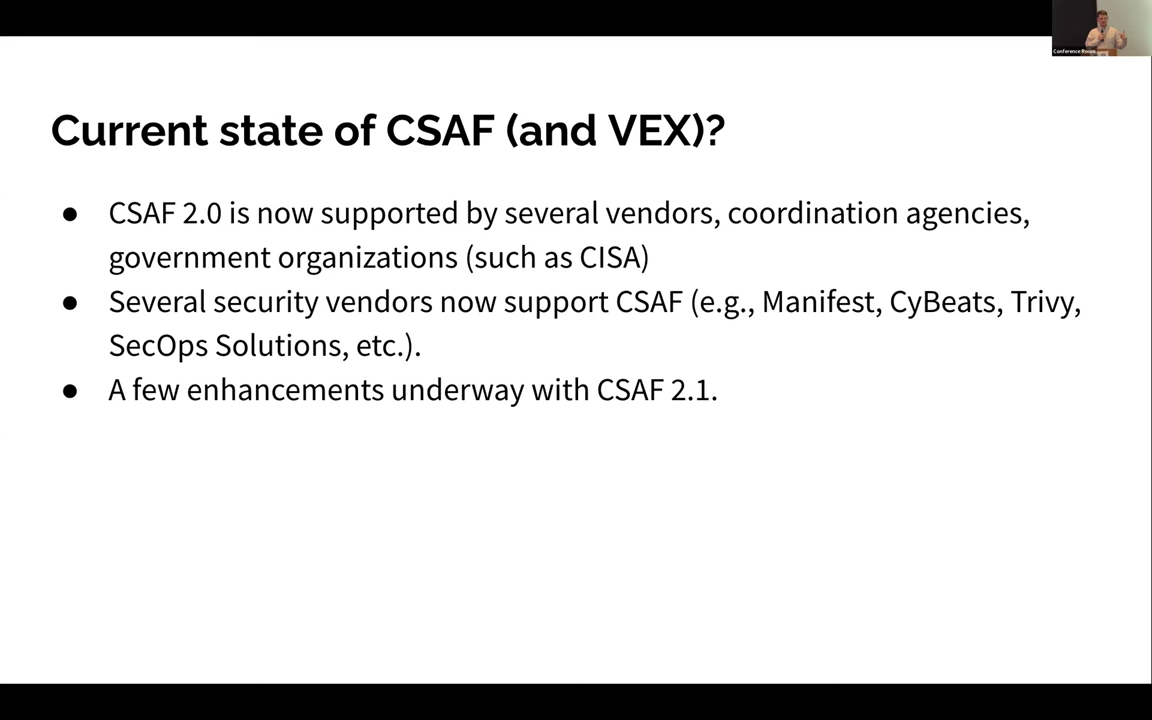 Conference Room
Current state of CSAF (and VEX)?
● CSAF 2.0 is now supported by several vendors, coordination agencies,
government organizations (such as CISA)
● Several security vendors now support CSAF (e.g., Manifest, CyBeats, Trivy,
SecOps Solutions, etc.).
● A few enhancements underway with CSAF 2.1.